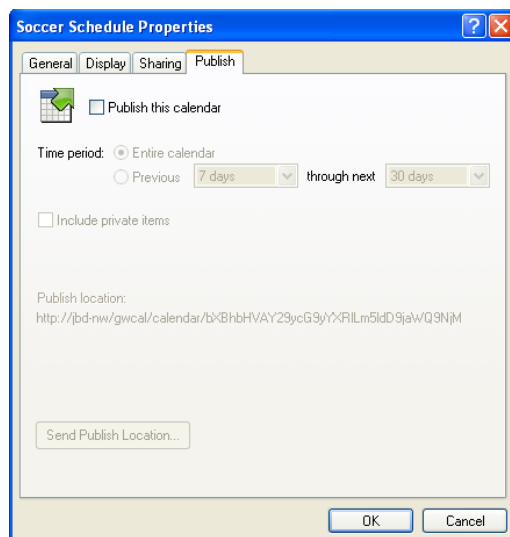 Soccer Schedule Properties
General Display Sharing Publish
Publish this calendar
Time period: Entire calendar
Previous 7 days through next 30 days
Include private items
Publish location:
http://jbd-nw/gwcal/calendar/bXBhbHVAY29ycG9yYXRlLm5ldD9jaWQ9NjM
Send Publish Location...
OK Cancel